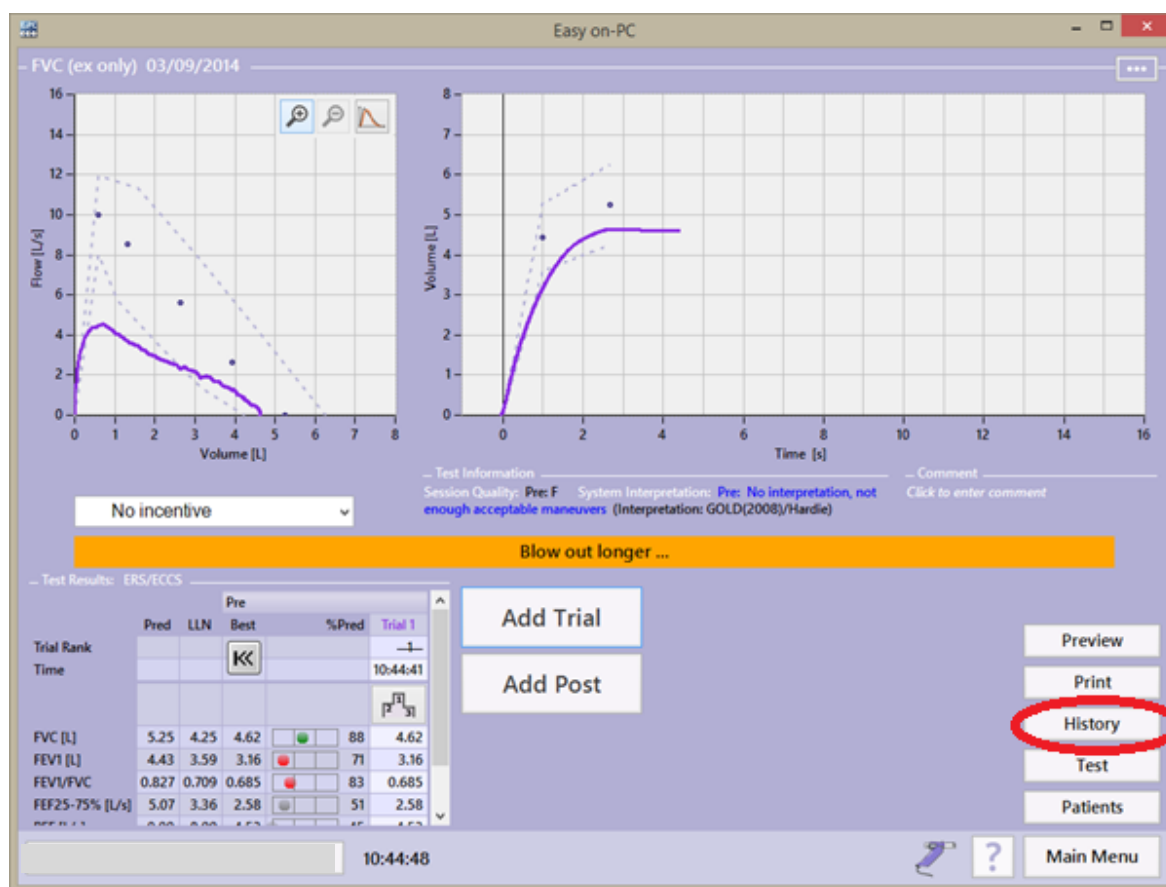 Easy on-PC
FVC (ex only) 03/09/2014
16
14
12
10
8
6
4
2
0
Flow [L/s]
0 1 2 3 4 5 6 7 8
Volume [L]
8
7
6
5
4
3
2
1
0
Volume [L]
0 2 4 6 8 10 12 14 16
Time [s]
No incentive
Test Information
Session Quality: Pre: F System Interpretation: Pre: No interpretation, not
enough acceptable maneuvers (Interpretation: GOLD(2008)/Hardie)
Comment
Click to enter comment
Blow out longer ...
Test Results: ERS/ECCS
Pre
Pred LLN Best %Pred Trial 1
Trial Rank 1
Time 10:44:41
2 1 3
FVC [L] 5.25 4.25 4.62 88 4.62
FEV1 [L] 4.43 3.59 3.16 71 3.16
FEV1/FVC 0.827 0.709 0.685 83 0.685
FEF25-75% [L/s] 5.07 3.36 2.58 51 2.58
Add Trial
Add Post
Preview
Print
History
Test
Patients
10:44:48
?
Main Menu